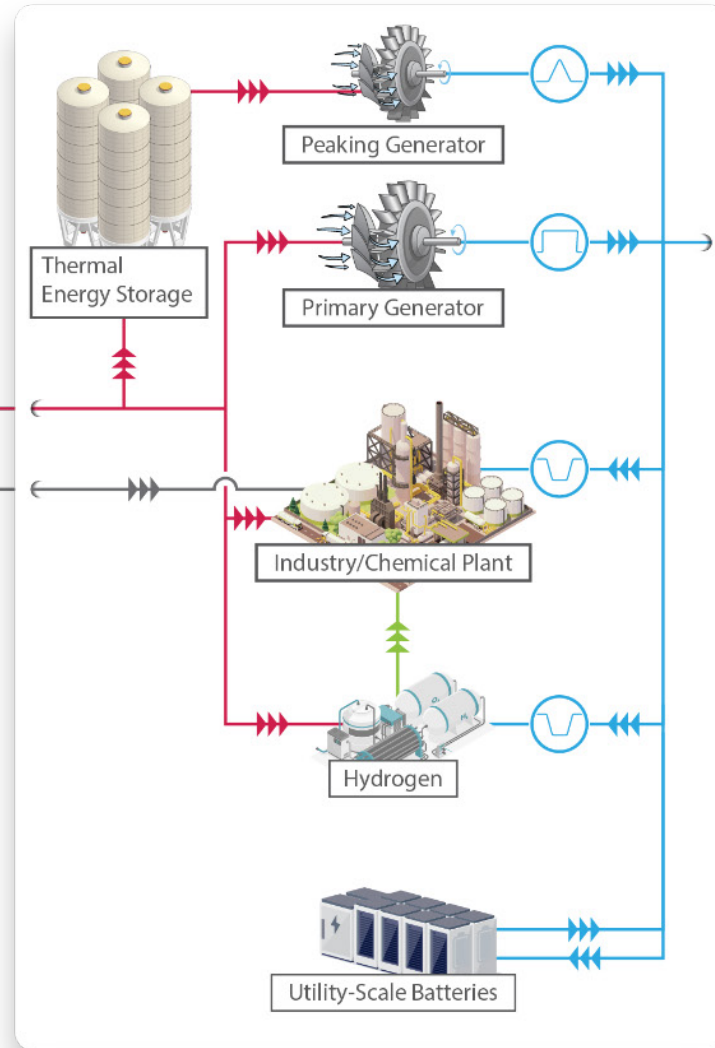 Peaking Generator
Thermal
Energy Storage
Primary Generator
Industry/Chemical Plant
Hydrogen
Utility-Scale Batteries